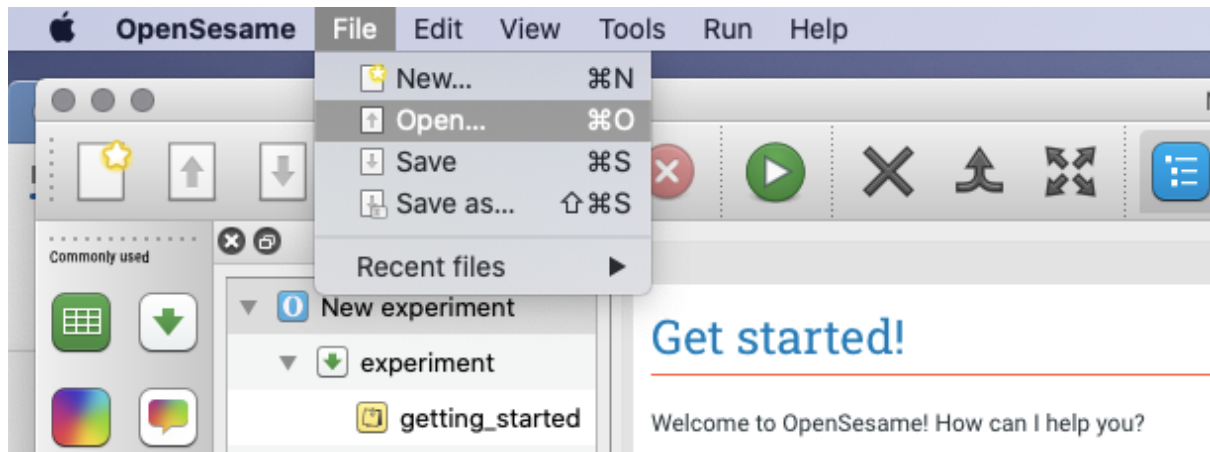 OpenSesame File Edit View Tools Run Help
New... ⌘N
Open... ⌘O
Save ⌘S
Save as... ⇧⌘S
Recent files
Commonly used
New experiment
experiment
getting_started
Get started!
Welcome to OpenSesame! How can I help you?